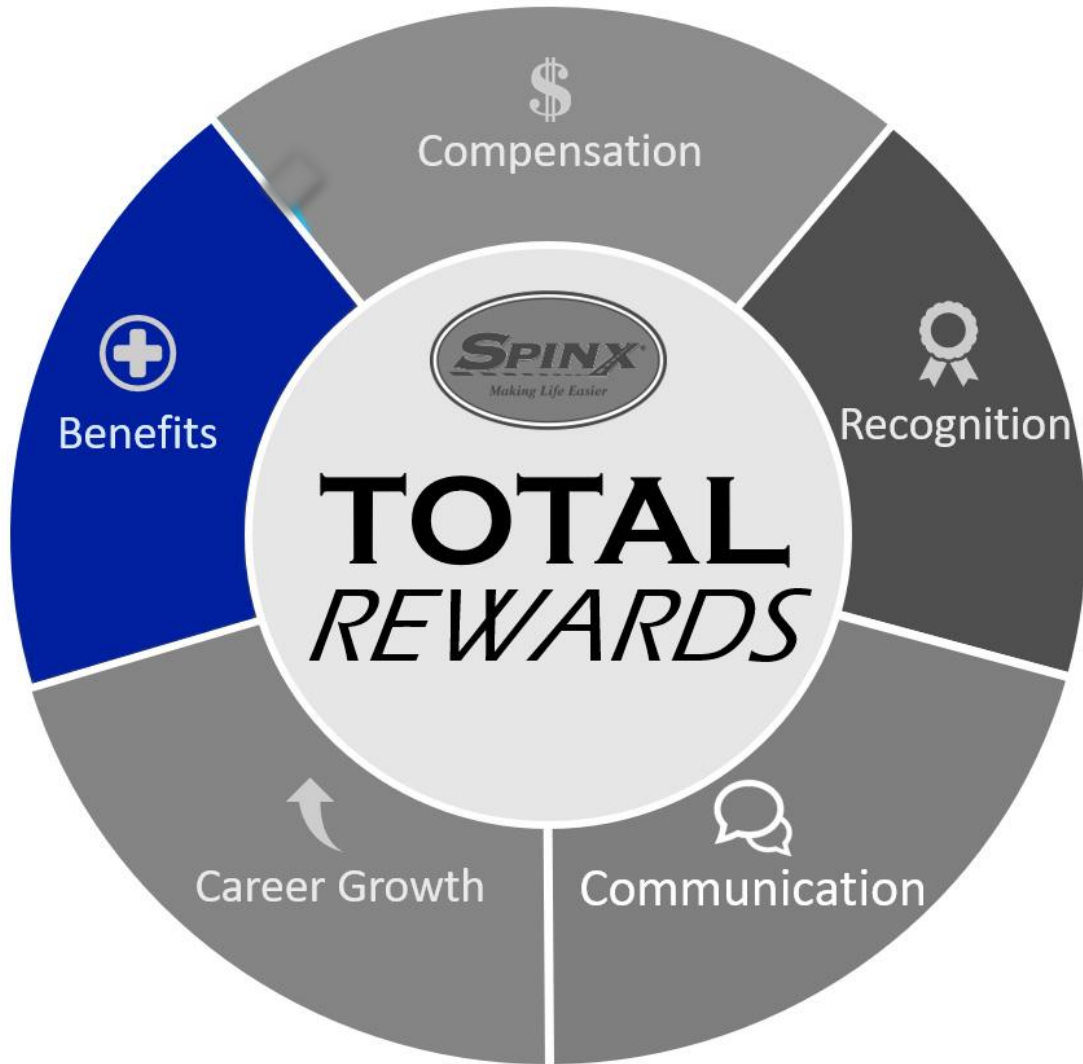 $
Compensation
Benefits
SPINX
Making Life Easier
Recognition
TOTAL
REWARDS
Career Growth
Communication